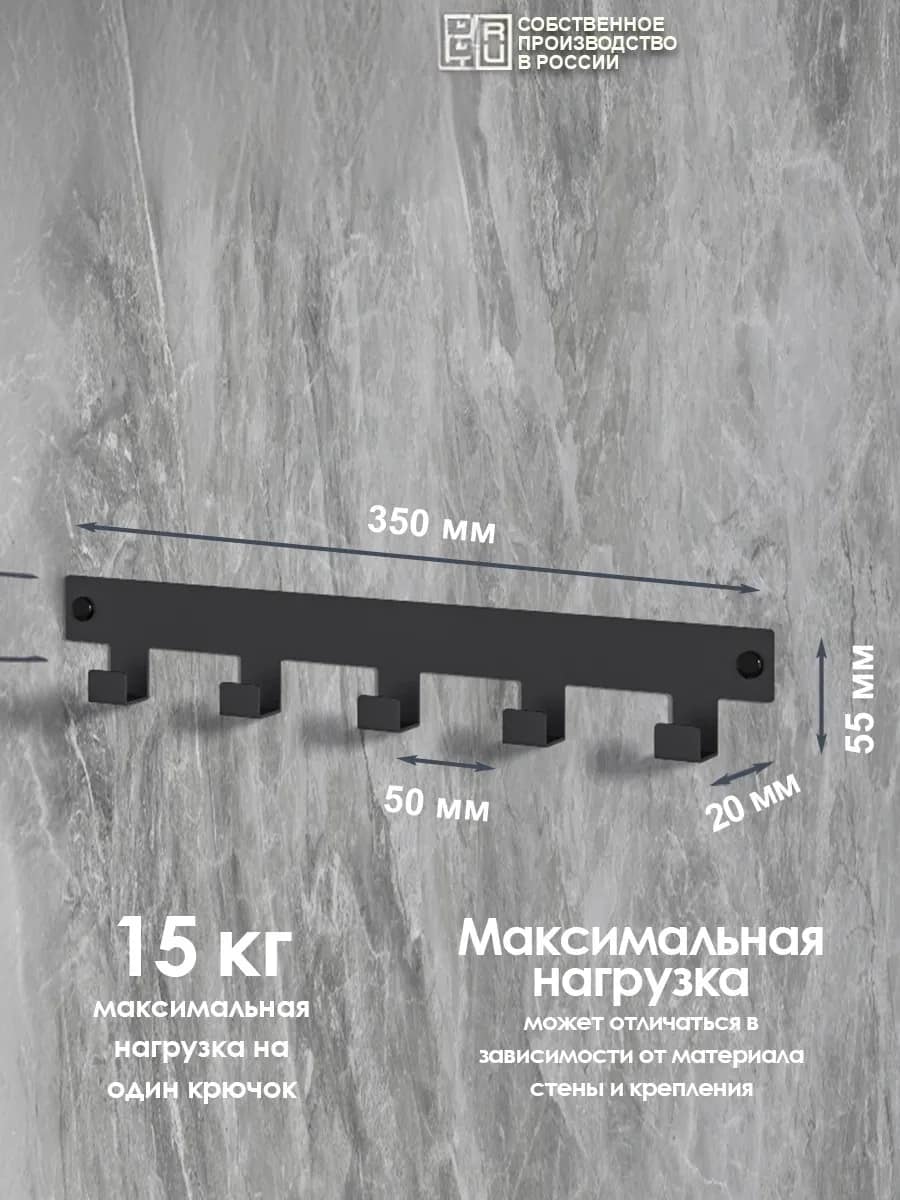 СОБСТВЕННОЕ
ПРОИЗВОДСТВО
В РОССИИ
350 мм
55 мм
50 мм
20 мм
15 кг
максимальная
нагрузка на
один крючок
Максимальная
нагрузка
может отличаться в
зависимости от материала
стены и крепления